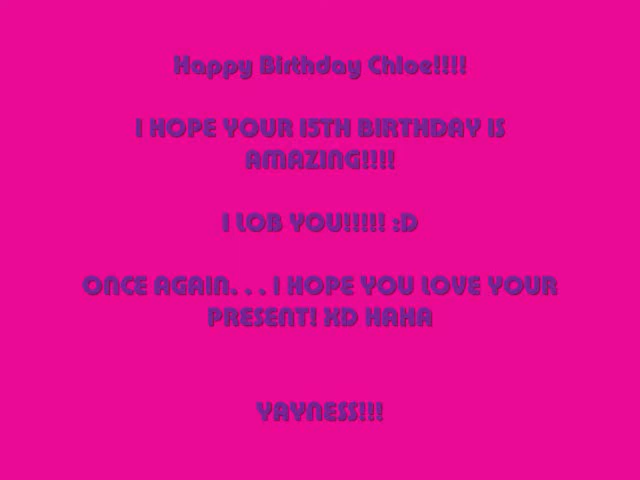 Happy Birthday Chloe!!!!
I HOPE YOUR 15TH BIRTHDAY IS
AMAZING!!!!
I LOB YOU!!!!! :D
ONCE AGAIN. . . I HOPE YOU LOVE YOUR
PRESENT! XD HAHA
YAYNESS!!!